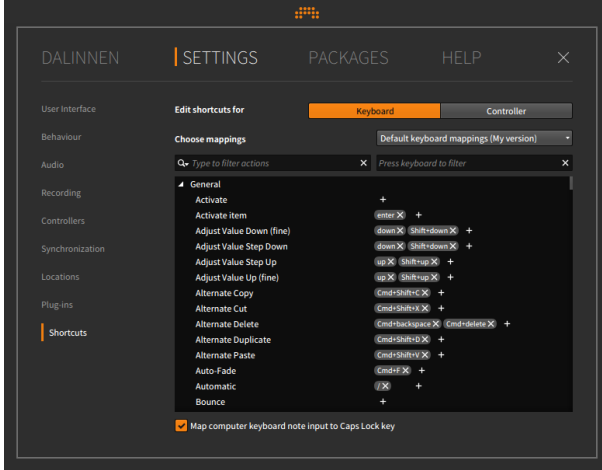 DALINNEN SETTINGS PACKAGES HELP
User Interface
Behaviour
Audio
Recording
Controllers
Synchronization
Locations
Plug-ins
Shortcuts
Edit shortcuts for Keyboard Controller
Choose mappings Default keyboard mappings (My version)
Type to filter actions Press keyboard to filter
General
Activate +
Activate item enter X +
Adjust Value Down (fine) down X Shift+down X +
Adjust Value Step Down down X Shift+down X +
Adjust Value Step Up up X Shift+up X +
Adjust Value Up (fine) up X Shift+up X +
Alternate Copy Cmd+Shift+C X +
Alternate Cut Cmd+Shift+X X +
Alternate Delete Cmd+backspace X Cmd+delete X +
Alternate Duplicate Cmd+Shift+D X +
Alternate Paste Cmd+Shift+V X +
Auto-Fade Cmd+F X +
Automatic / X +
Bounce +
Map computer keyboard note input to Caps Lock key